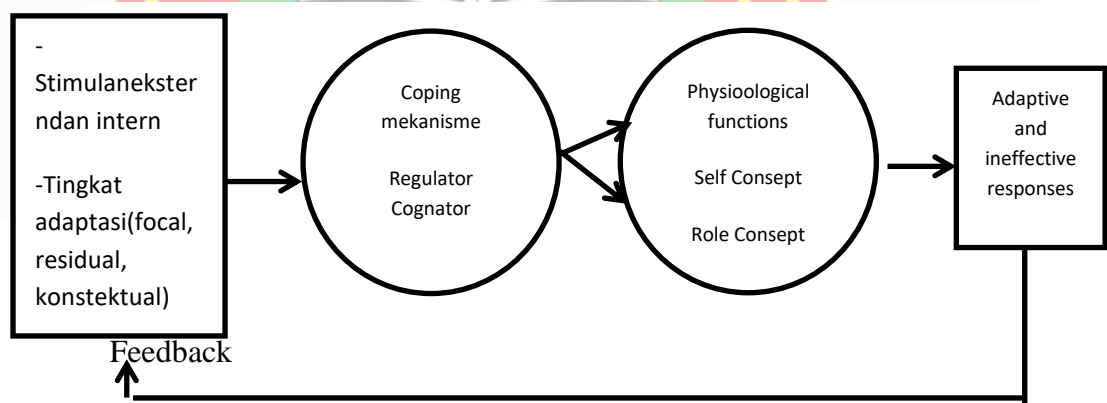 -
Stimulanekster
ndan intern
-Tingkat
adaptasi(focal,
residual,
konstektual)
Coping
mekanisme
Regulator
Cognator
Physioological
functions
Self Consept
Role Consept
Adaptive
and
ineffective
responses
Feedback